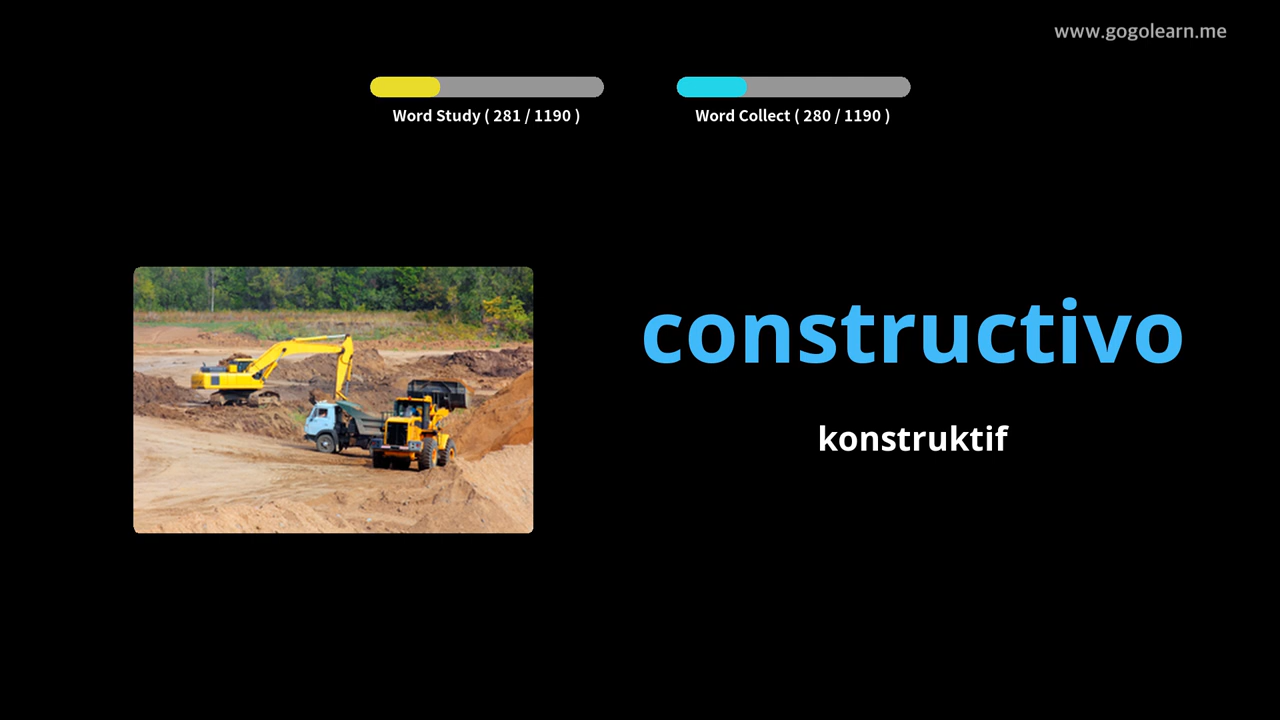 www.gogolearn.me
Word Study ( 281 / 1190 )
Word Collect ( 280 / 1190 )
constructivo
konstruktif